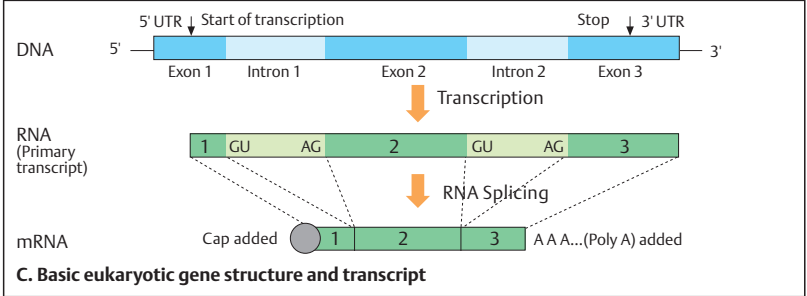 5' UTR Start of transcription Stop 3' UTR
DNA 5' 3'
Exon 1 Intron 1 Exon 2 Intron 2 Exon 3
Transcription
RNA
(Primary
transcript)
1 GU AG 2 GU AG 3
RNA Splicing
mRNA Cap added 1 2 3 A A A...(Poly A) added
C. Basic eukaryotic gene structure and transcript